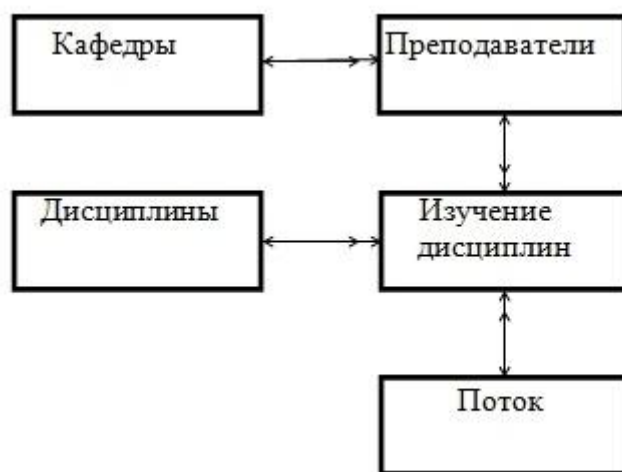 Кафедры
Преподаватели
Дисциплины
Изучение
дисциплин
Поток